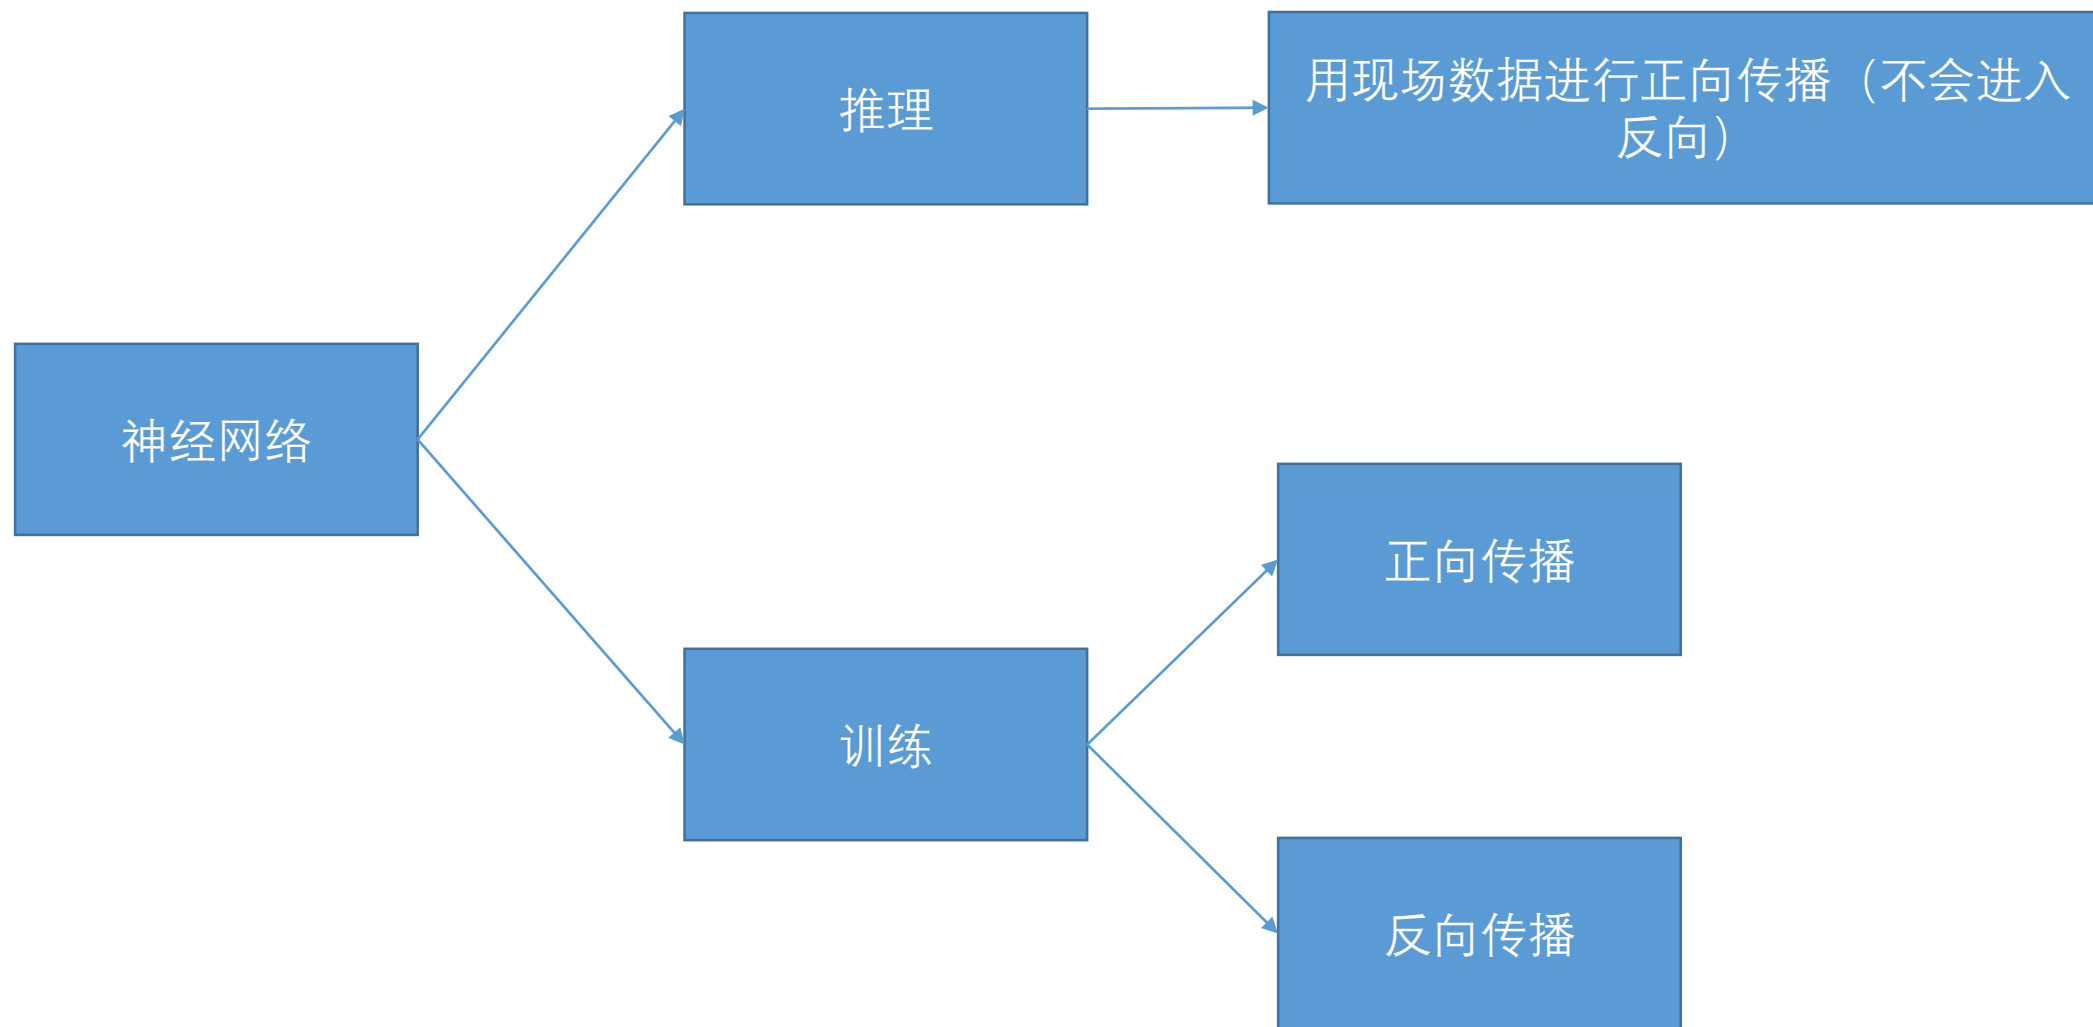 推理
用现场数据进行正向传播（不会进入
反向）
神经网络
正向传播
训练
反向传播